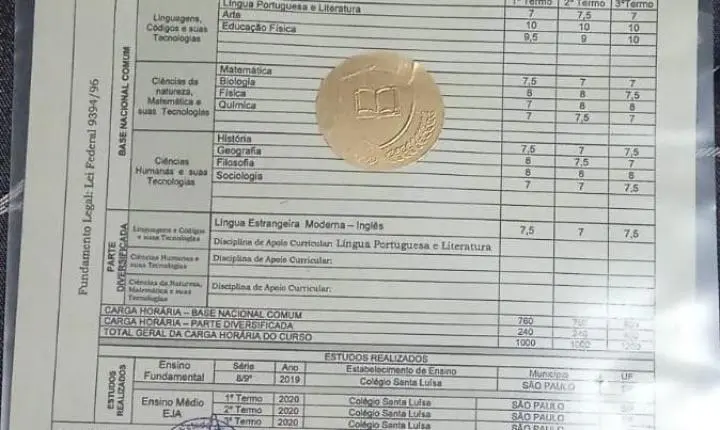 Língua Portuguesa e Literatura 1º Termo 2º Termo 3ºTermo
Linguagens, Códigos e suas Tecnologias
Arte 7 7,5 7
Educação Física 10 10 10
9,5 9 10
BASE NACIONAL COMUM
Fundamento Legal: Lei Federal 9394/96
Ciências da natureza, Matemática e suas Tecnologias
Matemática
Biologia 7,5 7 7
Física 8 8 7,5
Química 7 8 8
7 7,5 7
Ciências Humanas e suas Tecnologias
História
Geografia 7,5 7 7,5
Filosofia 8 7,5 7
Sociologia 8 8 8
7 7 7,5
PARTE DIVERSIFICADA
Linguagens e Códigos e suas Tecnologias
Língua Estrangeira Moderna – Inglês 7,5 7 7,5
Disciplina de Apoio Curricular: Língua Portuguesa e Literatura
Ciências Humanas e suas Tecnologias
Disciplina de Apoio Curricular:
Ciências da Natureza, Matemática e suas Tecnologias
Disciplina de Apoio Curricular:
CARGA HORÁRIA – BASE NACIONAL COMUM 760 760
CARGA HORÁRIA – PARTE DIVERSIFICADA 240 240
TOTAL GERAL DA CARGA HORÁRIA DO CURSO 1000 1000
ESTUDOS REALIZADOS
ESTUDOS REALIZADOS
Ensino Fundamental
Série Ano Estabelecimento de Ensino Município UF
8/9º 2019 Colégio Santa Luísa SÃO PAULO
Ensino Médio EJA
1º Termo 2020 Colégio Santa Luísa SÃO PAULO
2º Termo 2020 Colégio Santa Luísa SÃO PAULO
3º Termo 2020 Colégio Santa Luísa SÃO PAULO